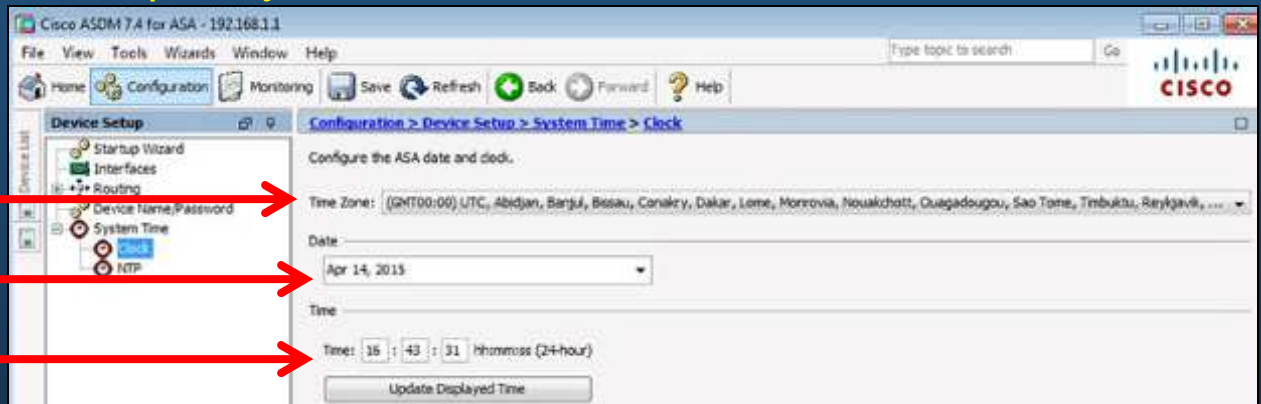 Cisco ASDM 7.4 for ASA - 192.168.1.1
File View Tools Wizards Window Help
Type topic to search Go
Home Configuration Monitoring Save Refresh Back Forward Help
CISCO
Device List
Device Setup
Configuration > Device Setup > System Time > Clock
Startup Wizard
Interfaces
Routing
Device Name/Password
System Time
Clock
NTP
Configure the ASA date and clock.
Time Zone: (GMT00:00) UTC, Abidjan, Banjul, Bissau, Conakry, Dakar, Lome, Monrovia, Nouakchott, Ouagadougou, Sao Tome, Timbuktu, Reykjavik, ....
Date
Apr 14, 2015
Time
Time: 16 : 43 : 31 hh:mm:ss (24-hour)
Update Displayed Time